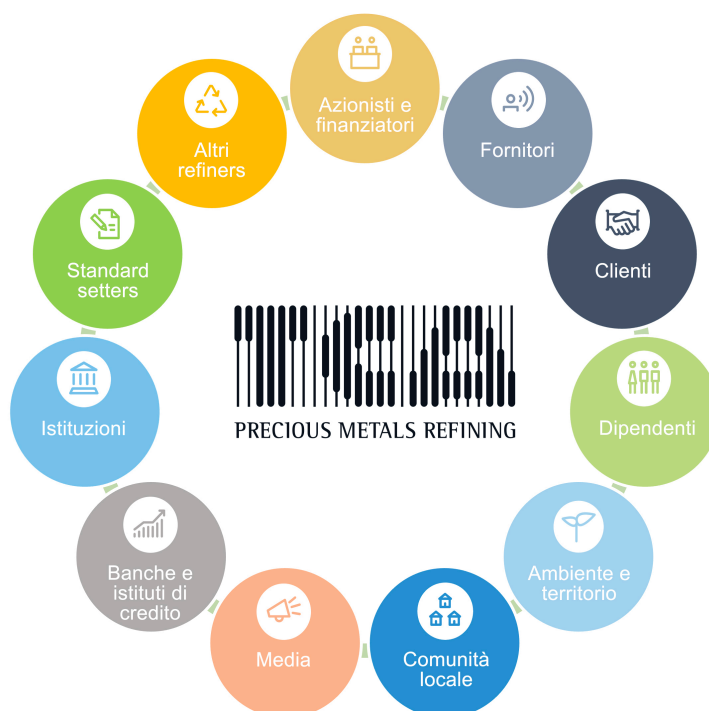 Azionisti e
finanziatori
Fornitori
Clienti
Dipendenti
Ambiente e
territorio
Comunità
locale
Media
Banche e
istituti di
credito
Istituzioni
Standard
setters
Altri
refiners
TCA
PRECIOUS METALS REFINING